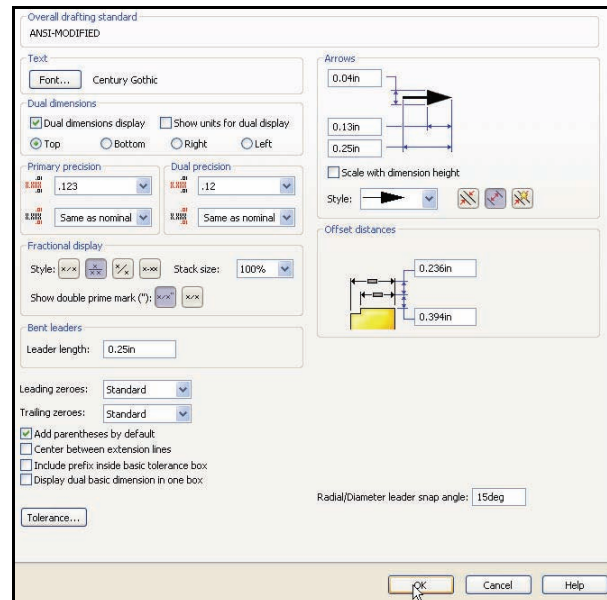 Overall drafting standard
ANSI-MODIFIED
Text
Font... Century Gothic
Dual dimensions
Dual dimensions display Show units for dual display
Top Bottom Right Left
Primary precision
.123
Same as nominal
Dual precision
.12
Same as nominal
Fractional display
Style: Stack size: 100%
Show double prime mark ("):
Bent leaders
Leader length: 0.25in
Leading zeroes: Standard
Trailing zeroes: Standard
Add parentheses by default
Center between extension lines
Include prefix inside basic tolerance box
Display dual basic dimension in one box
Tolerance...
Arrows
0.04in
0.13in
0.25in
Scale with dimension height
Style:
Offset distances
0.236in
0.394in
Radial/Diameter leader snap angle: 15deg
OK Cancel Help